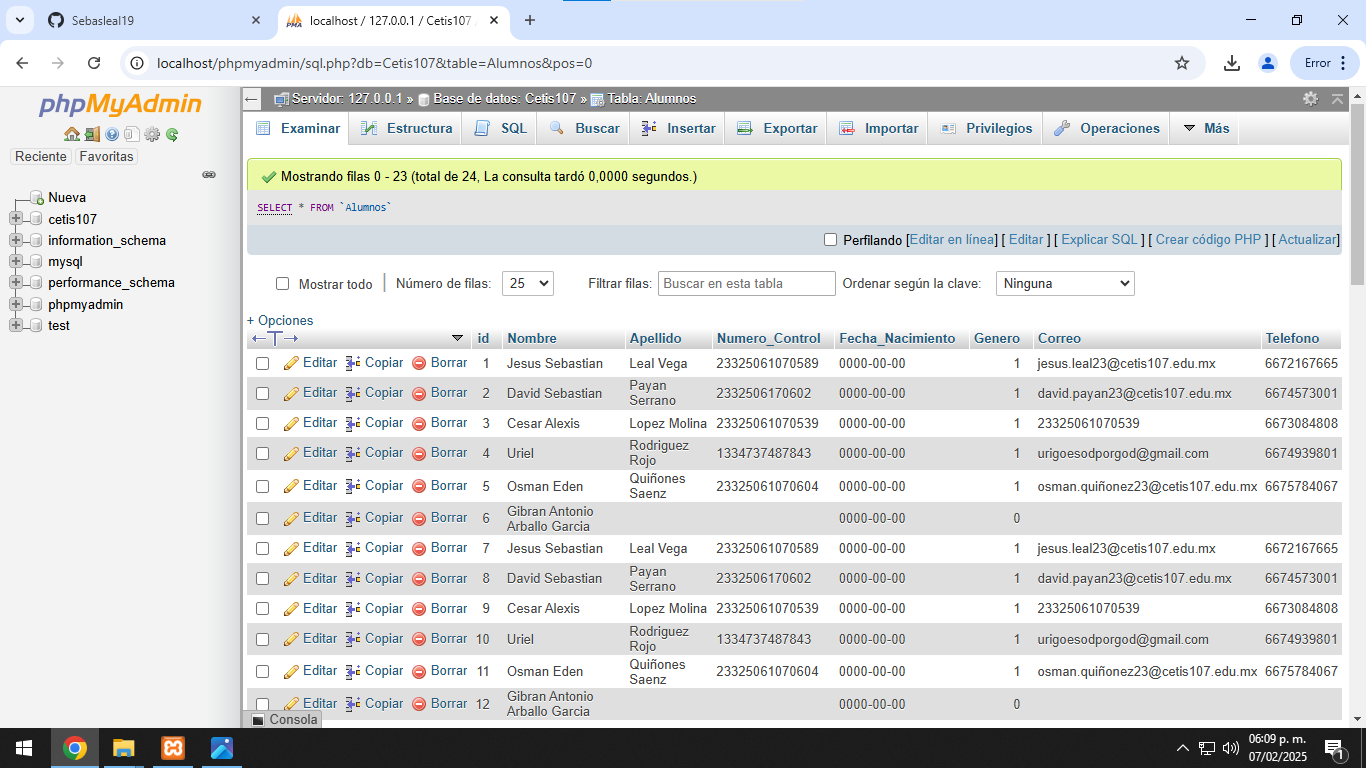 Sebasleal19
localhost / 127.0.0.1 / Cetis107
localhost/phpmyadmin/sql.php?db=Cetis107&table=Alumnos&pos=0
Error
phpMyAdmin
Reciente Favoritas
Nueva
cetis107
information_schema
mysql
performance_schema
phpmyadmin
test
Servidor: 127.0.0.1 » Base de datos: Cetis107 » Tabla: Alumnos
Examinar Estructura SQL Buscar Insertar Exportar Importar Privilegios Operaciones Más
Mostrando filas 0 - 23 (total de 24, La consulta tardó 0,0000 segundos.)
SELECT * FROM `Alumnos`
Perfilando [Editar en línea] [ Editar ] [ Explicar SQL ] [ Crear código PHP ] [ Actualizar]
Mostrar todo | Número de filas: 25 Filtrar filas: Buscar en esta tabla Ordenar según la clave: Ninguna
+ Opciones
←T→ id Nombre Apellido Numero_Control Fecha_Nacimiento Genero Correo Telefono
Editar Copiar Borrar 1 Jesus Sebastian Leal Vega 23325061070589 0000-00-00 1 jesus.leal23@cetis107.edu.mx 6672167665
Editar Copiar Borrar 2 David Sebastian Payan Serrano 2332506170602 0000-00-00 1 david.payan23@cetis107.edu.mx 6674573001
Editar Copiar Borrar 3 Cesar Alexis Lopez Molina 23325061070539 0000-00-00 1 23325061070539 6673084808
Editar Copiar Borrar 4 Uriel Rodriguez Rojo 1334737487843 0000-00-00 1 urigoesodporgod@gmail.com 6674939801
Editar Copiar Borrar 5 Osman Eden Quiñones Saenz 23325061070604 0000-00-00 1 osman.quiñonez23@cetis107.edu.mx 6675784067
Editar Copiar Borrar 6 Gibran Antonio Arballo Garcia 0000-00-00 0
Editar Copiar Borrar 7 Jesus Sebastian Leal Vega 23325061070589 0000-00-00 1 jesus.leal23@cetis107.edu.mx 6672167665
Editar Copiar Borrar 8 David Sebastian Payan Serrano 2332506170602 0000-00-00 1 david.payan23@cetis107.edu.mx 6674573001
Editar Copiar Borrar 9 Cesar Alexis Lopez Molina 23325061070539 0000-00-00 1 23325061070539 6673084808
Editar Copiar Borrar 10 Uriel Rodriguez Rojo 1334737487843 0000-00-00 1 urigoesodporgod@gmail.com 6674939801
Editar Copiar Borrar 11 Osman Eden Quiñones Saenz 23325061070604 0000-00-00 1 osman.quiñonez23@cetis107.edu.mx 6675784067
Editar Copiar Borrar 12 Gibran Antonio Arballo Garcia 0000-00-00 0
Consola
06:09 p. m.
07/02/2025
1